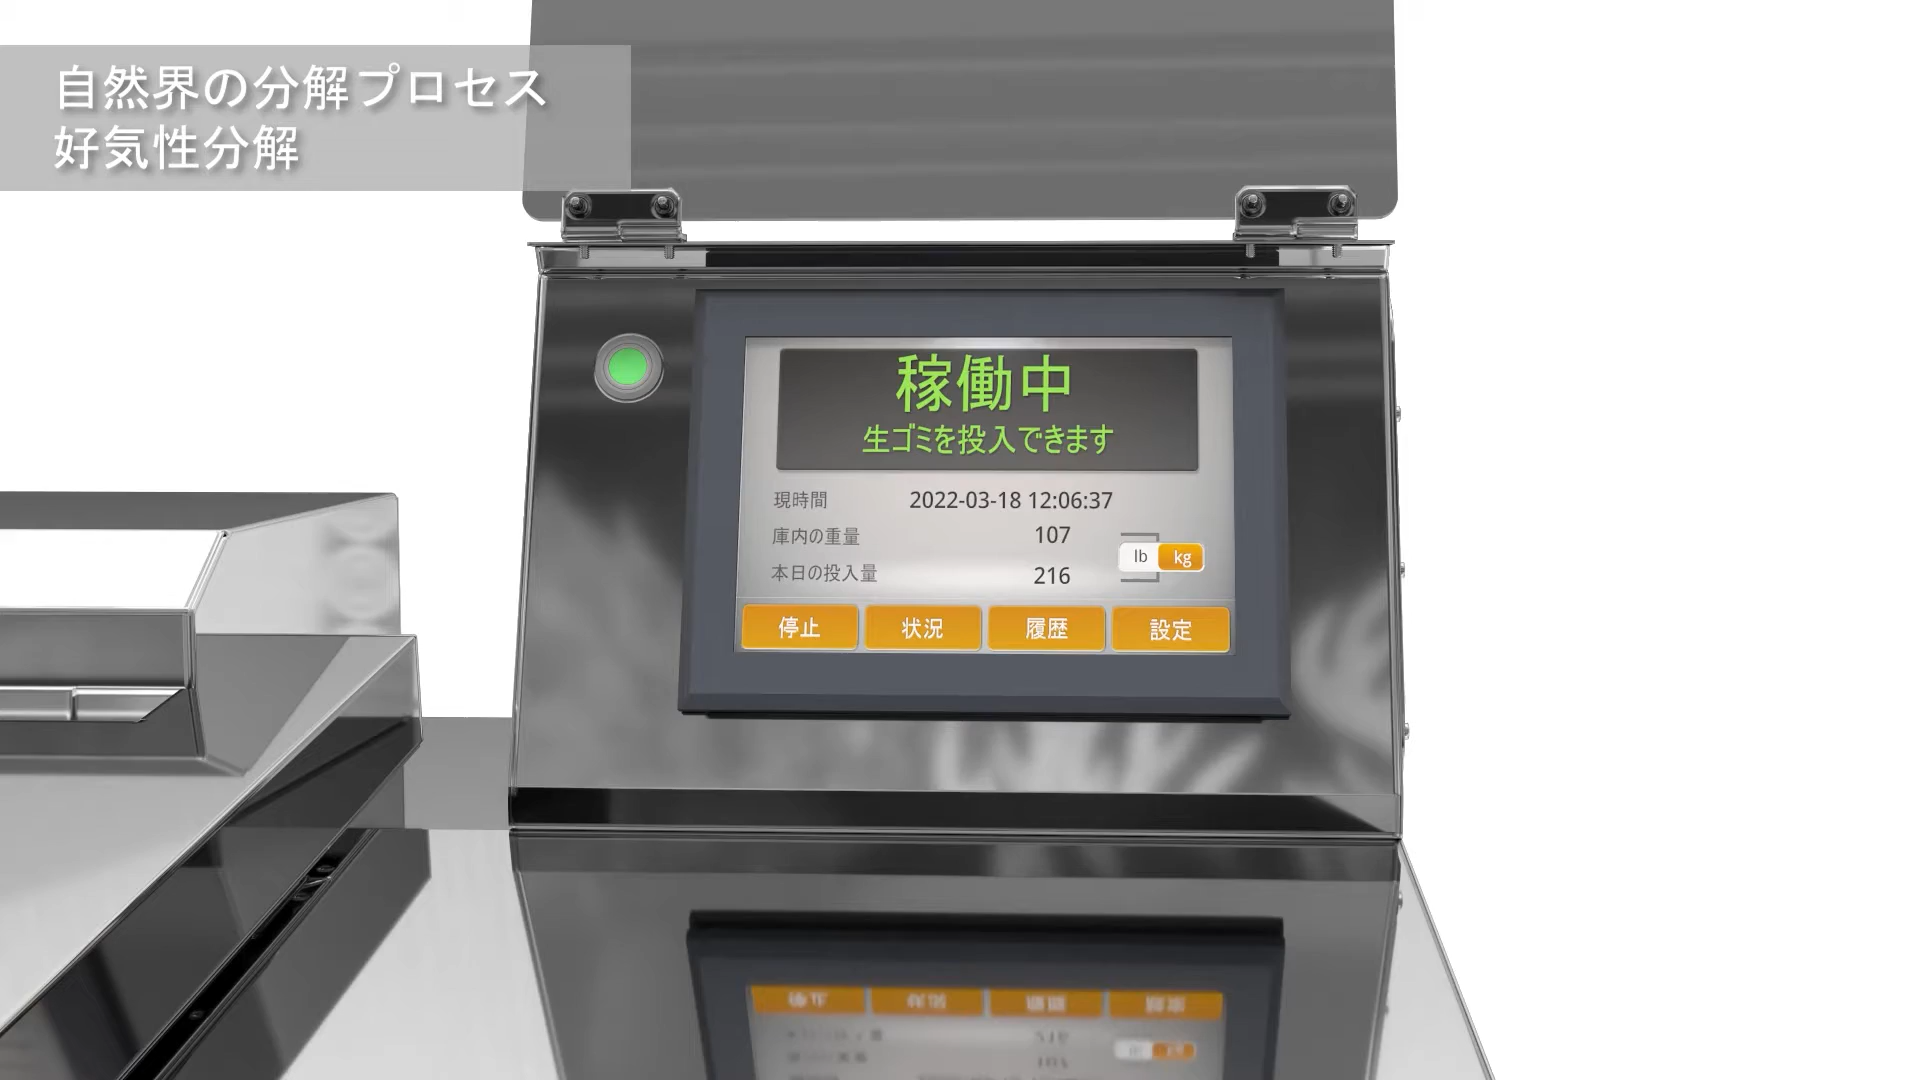 自然界の分解プロセス
好気性分解
稼働中
生ゴミを投入できます
現時間 2022-03-18 12:06:37
庫内の重量 107
本日の投入量 216
lb kg
停止 状況 履歴 設定